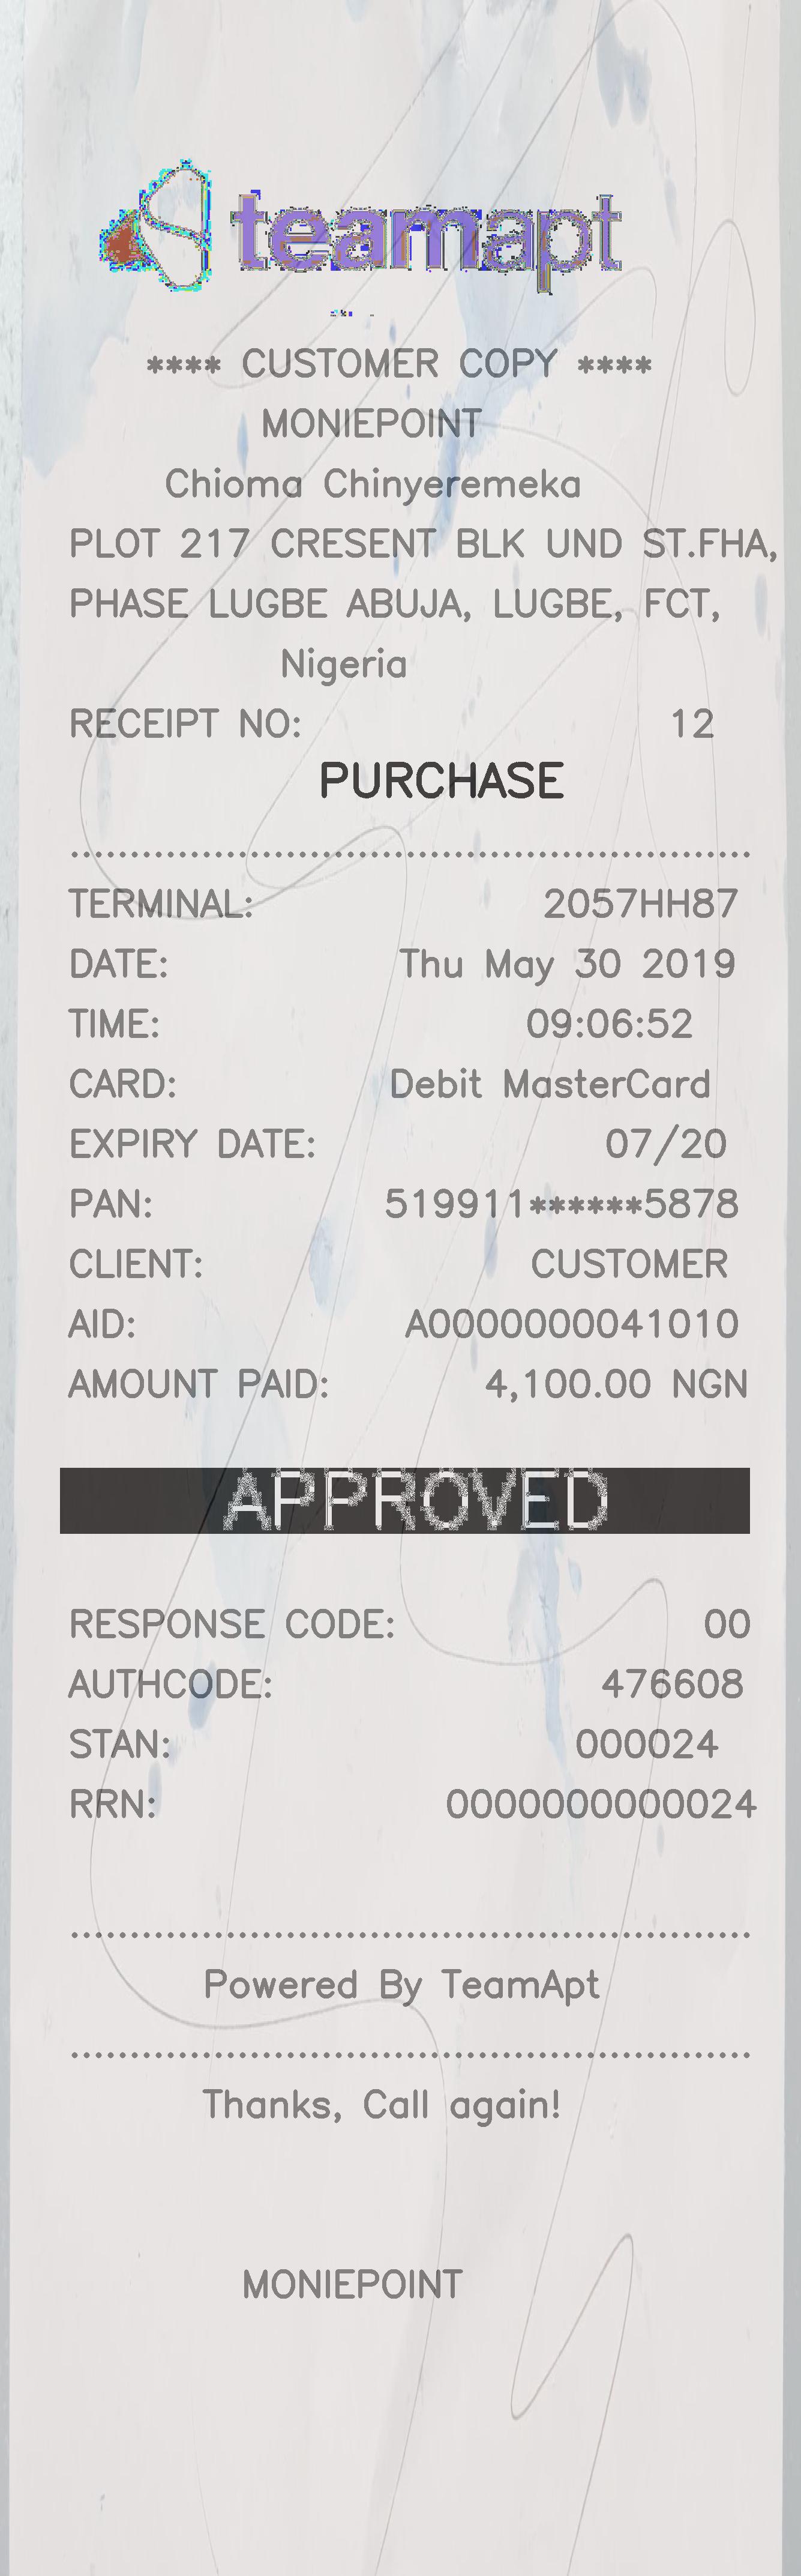 teamapt
**** CUSTOMER COPY ****
MONIEPOINT
Chioma Chinyeremeka
PLOT 217 CRESENT BLK UND ST.FHA,
PHASE LUGBE ABUJA, LUGBE, FCT,
Nigeria
RECEIPT NO: 12
PURCHASE
TERMINAL: 2057HH87
DATE: Thu May 30 2019
TIME: 09:06:52
CARD: Debit MasterCard
EXPIRY DATE: 07/20
PAN: 519911******5878
CLIENT: CUSTOMER
AID: A0000000041010
AMOUNT PAID: 4,100.00 NGN
APPROVED
RESPONSE CODE: 00
AUTHCODE: 476608
STAN: 000024
RRN: 0000000000024
Powered By TeamApt
Thanks, Call again!
MONIEPOINT